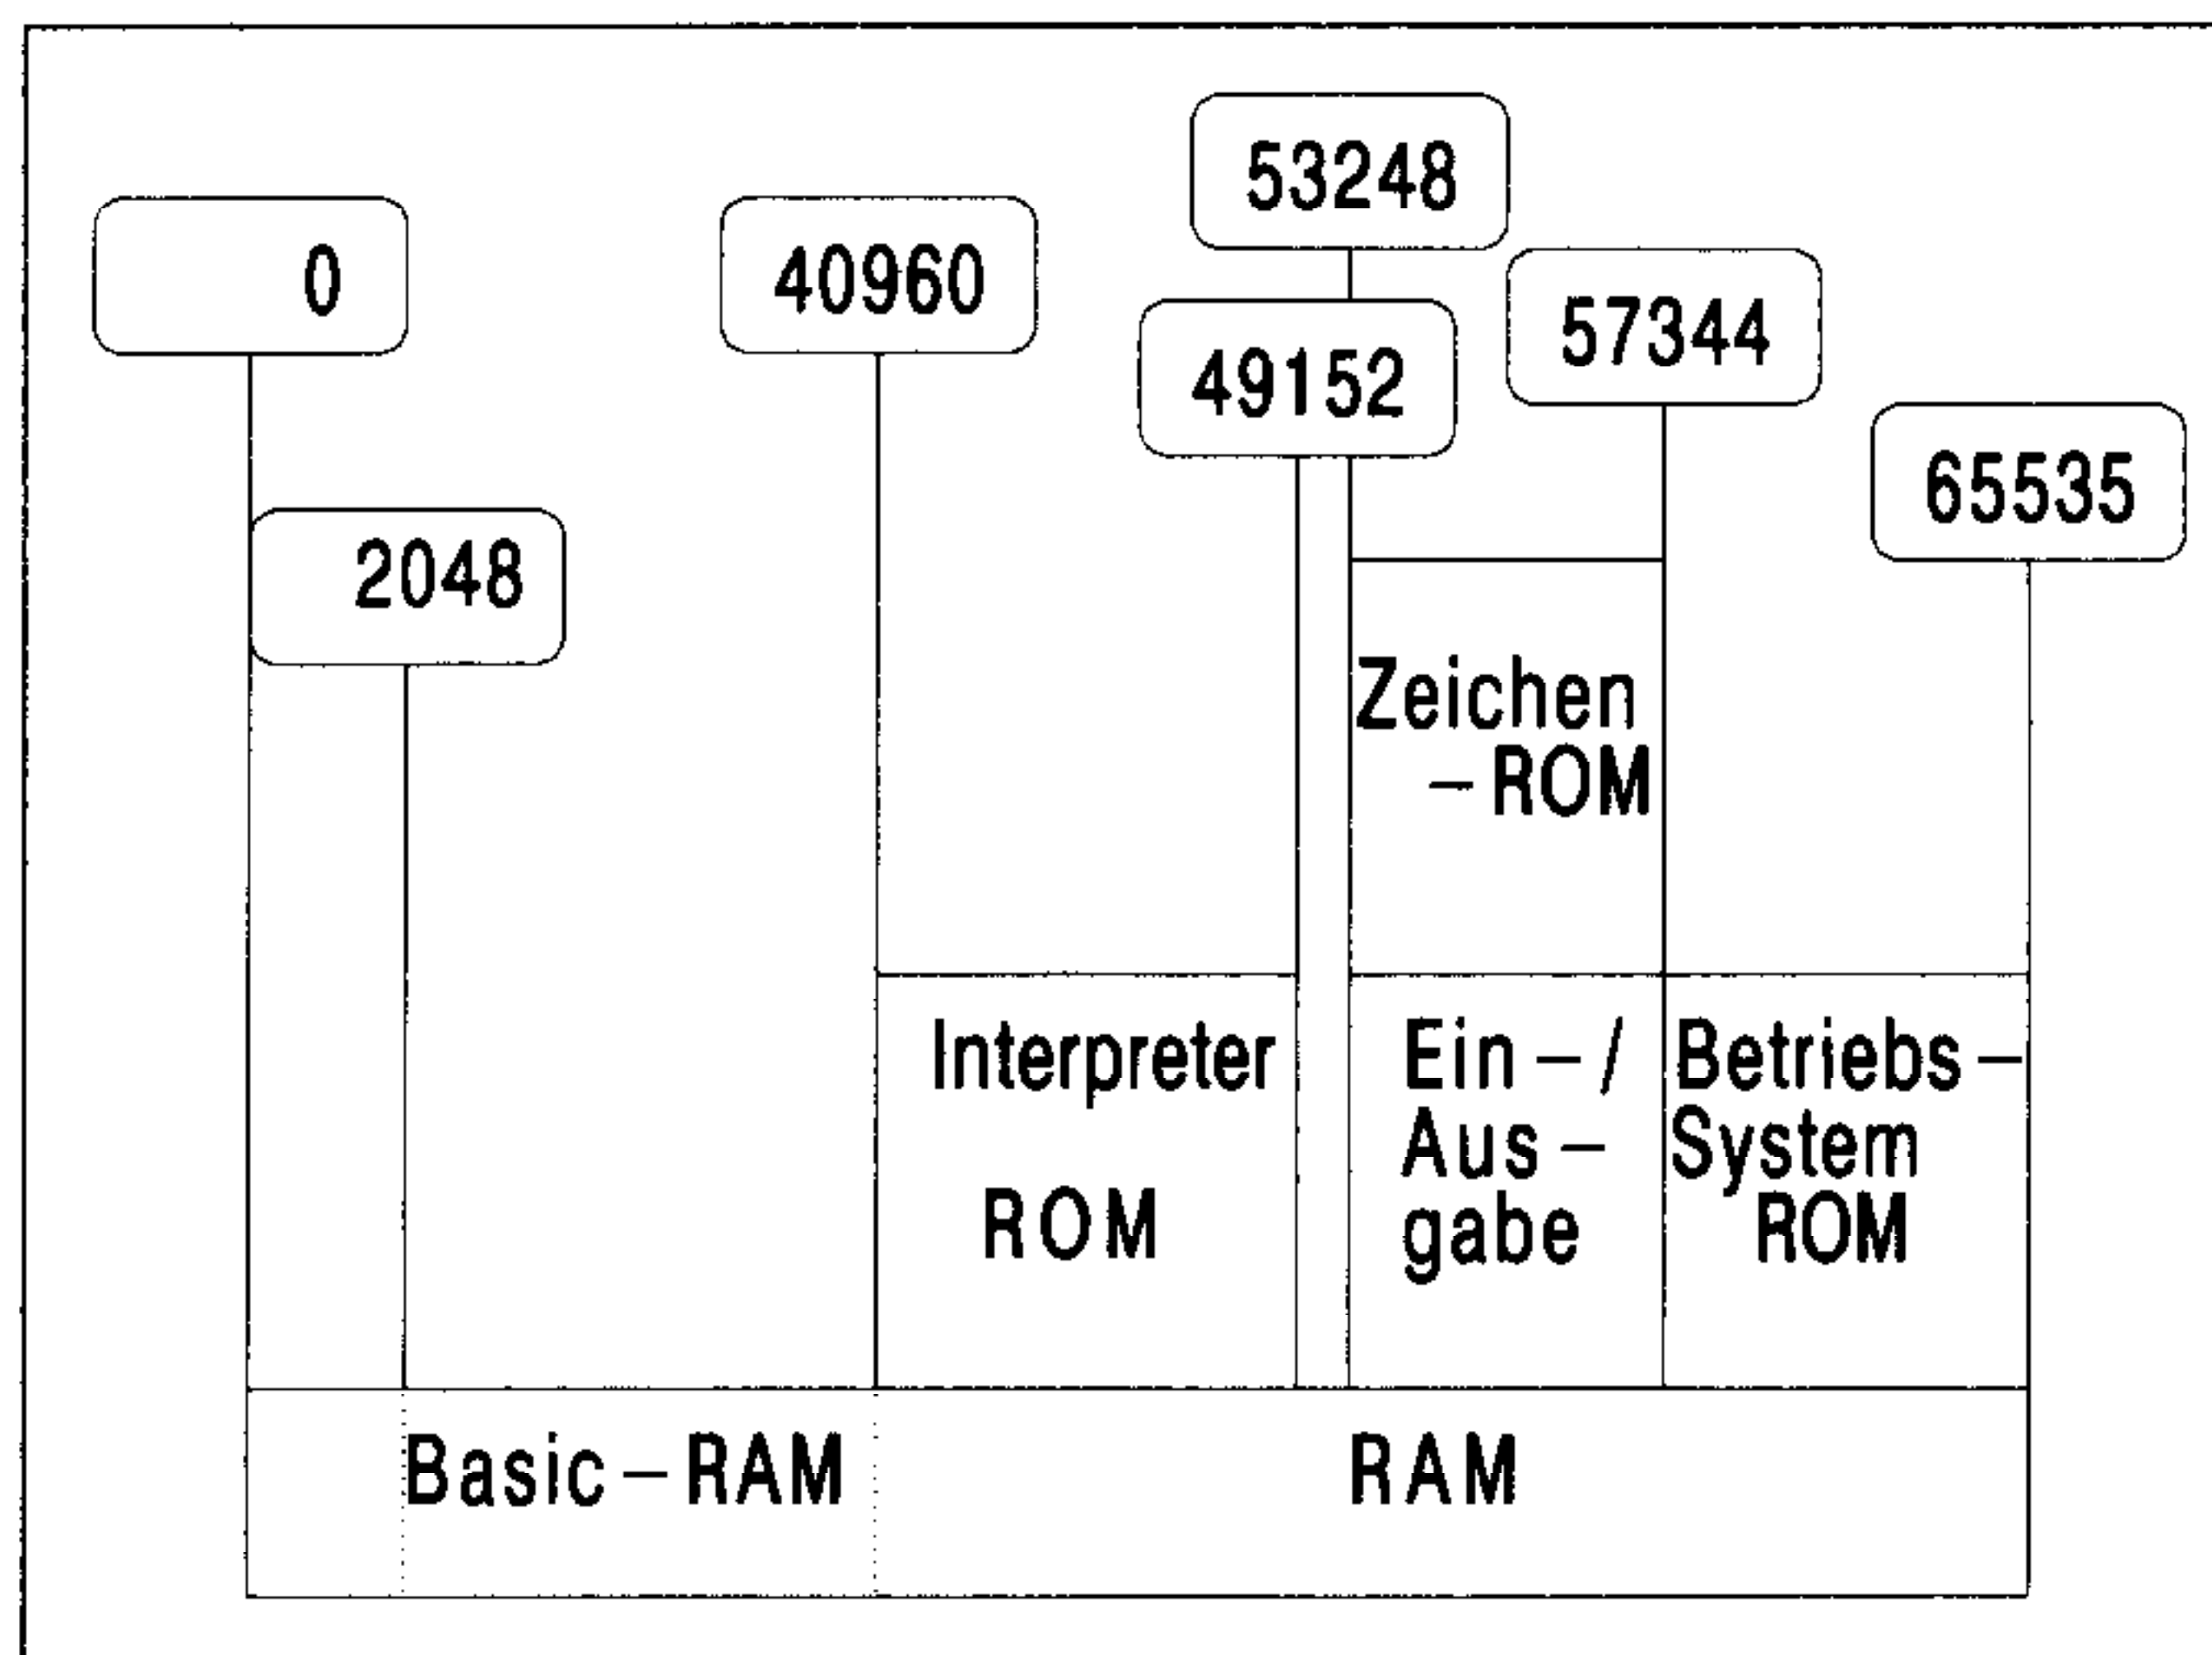 53248
0
40960
57344
49152
65535
2048
Zeichen
-ROM
Interpreter
ROM
Ein-/
Aus-
gabe
Betriebs-
System
ROM
Basic-RAM
RAM